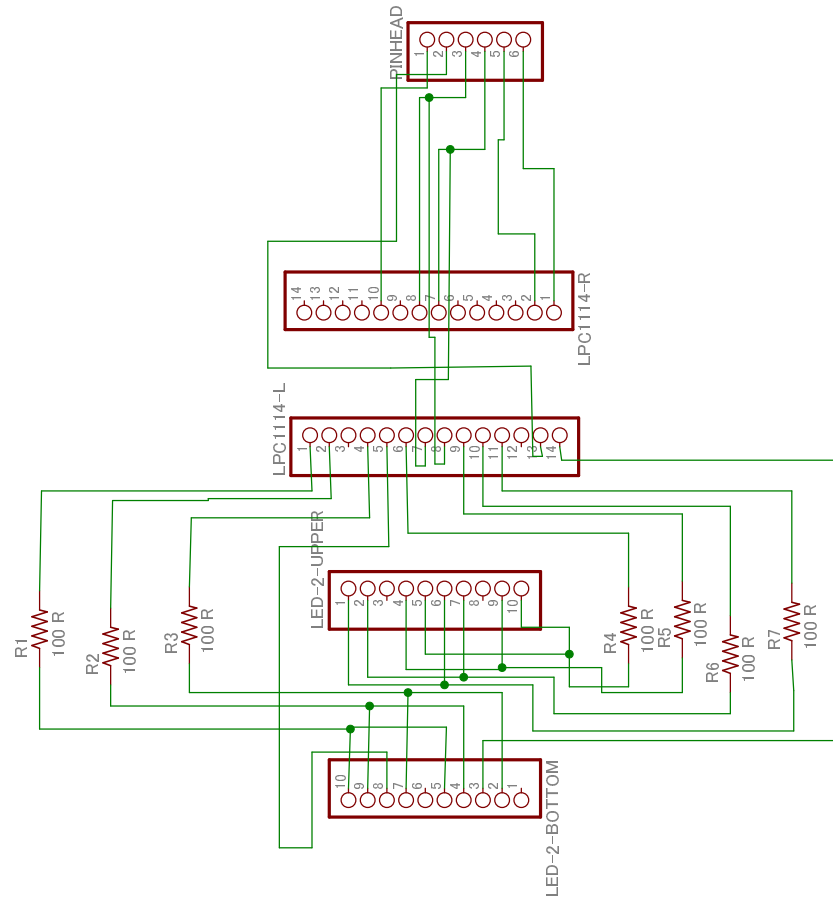 PINHEAD
1 2 3 4 5 6
14 13 12 11 10 9 8 7 6 5 4 3 2 1
LPC1114-R
LPC1114-L
1 2 3 4 5 6 7 8 9 10 11 12 13 14
LED-2-UPPER
1 2 3 4 5 6 7 8 9 10
R1
100 R
R2
100 R
R3
100 R
R4
100 R
R5
100 R
R6
100 R
R7
100 R
10 9 8 7 6 5 4 3 2 1
LED-2-BOTTOM